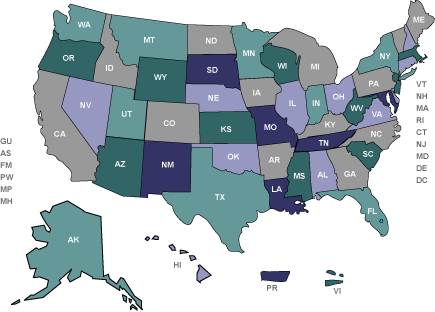 WA
MT
ND
MN
ME
OR
ID
SD
WI
MI
NY
WY
NE
IA
PA
NV
UT
CO
IL
IN
OH
WV
VA
CA
KS
MO
KY
NC
AZ
NM
OK
AR
TN
SC
TX
LA
MS
AL
GA
FL
VT
NH
MA
RI
CT
NJ
MD
DE
DC
GU
AS
FM
PW
MP
MH
AK
HI
PR
VI